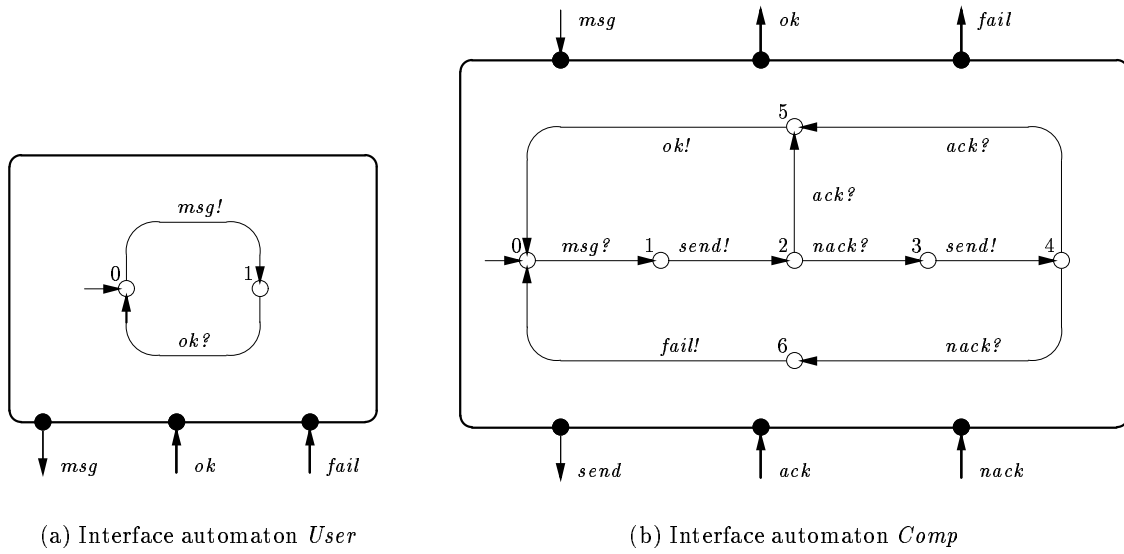 msg ok fail
5
ok! ack?
msg! ack?
0 msg? 1 send! 2 nack? 3 send! 4
0 1
ok? fail! 6 nack?
msg ok fail send ack nack
(a) Interface automaton User (b) Interface automaton Comp